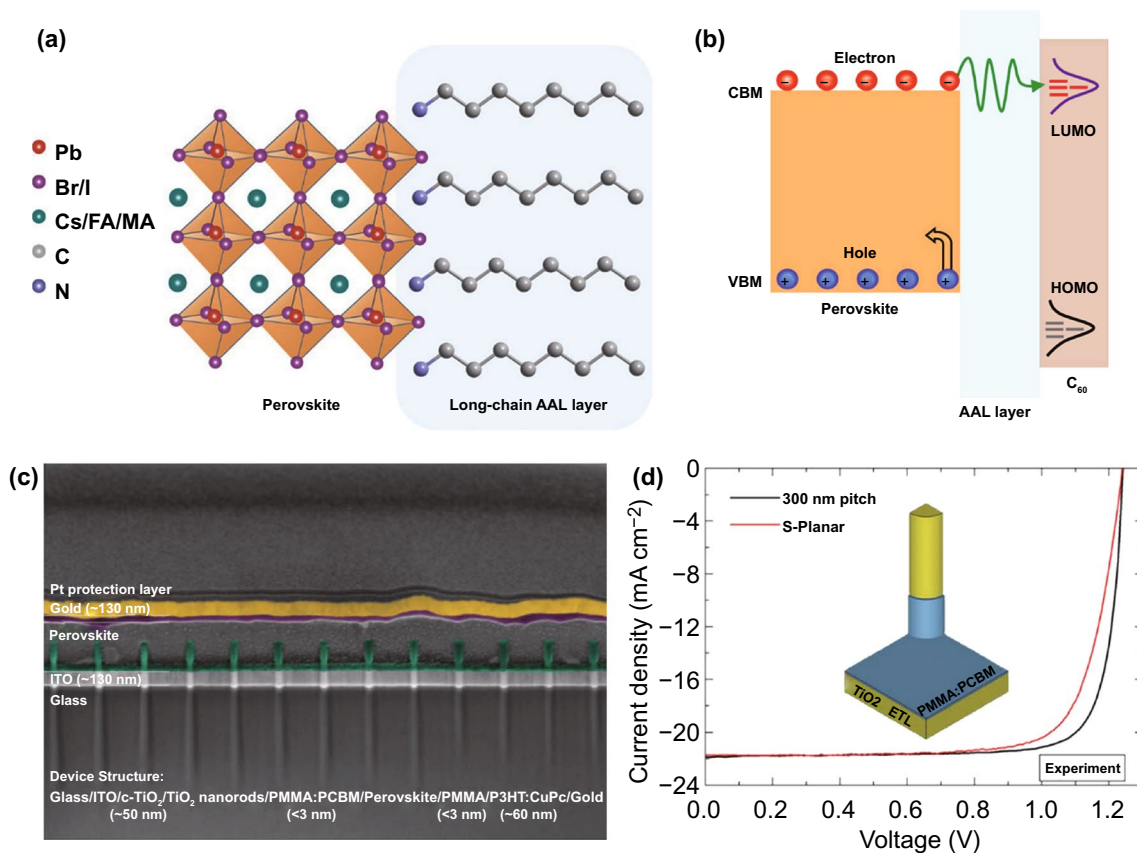 (a)
Pb
Br/I
Cs/FA/MA
C
N
Perovskite
Long-chain AAL layer
(b)
Electron
CBM
LUMO
Hole
VBM
HOMO
Perovskite
C60
AAL layer
(c)
Pt protection layer
Gold (~130 nm)
Perovskite
ITO (~130 nm)
Glass
Device Structure:
Glass/ITO/c-TiO2/TiO2 nanorods/PMMA:PCBM/Perovskite/PMMA/P3HT:CuPc/Gold
(~50 nm) (<3 nm) (<3 nm) (~60 nm)
(d)
0
−4
−8
−12
−16
−20
−24
Current density (mA cm−2)
300 nm pitch
S-Planar
TiO2 ETL
PMMA:PCBM
Experiment
0.0 0.2 0.4 0.6 0.8 1.0 1.2
Voltage (V)